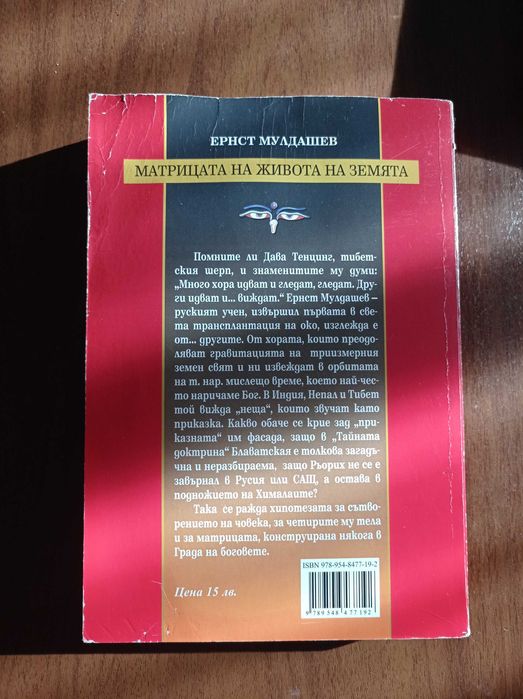 ЕРНСТ МУЛДАШЕВ
МАТРИЦАТА НА ЖИВОТА НА ЗЕМЯТА
Помните ли Дава Тенцинг, тибет-
ския шерп, и знаменитите му думи:
„Много хора идват и гледат, гледат. Дру-
ги идват и... виждат.“ Ернст Мулдашев –
руският учен, извършил първата в све-
та трансплантация на око, изглежда е
от... другите. От хората, които преодо-
ляват гравитацията на триизмерния
земен свят и ни извеждат в орбитата
на т. нар. мислещо време, което най-чес-
то наричаме Бог. В Индия, Непал и Тибет
той вижда „неща“, които звучат като
приказка. Какво обаче се крие зад „при-
казната“ им фасада, защо в „Тайната
доктрина“ Блаватская е толкова загадъ-
чна и неразбираема, защо Рьорих не се е
завърнал в Русия или САЩ, а остава в
подножието на Хималаите?
Така се ражда хипотезата за сътво-
рението на човека, за четирите му тела
и за матрицата, конструирана някога в
Града на боговете.
ISBN 978-954-8477-19-2
Цена 15 лв.
9 789548 477192